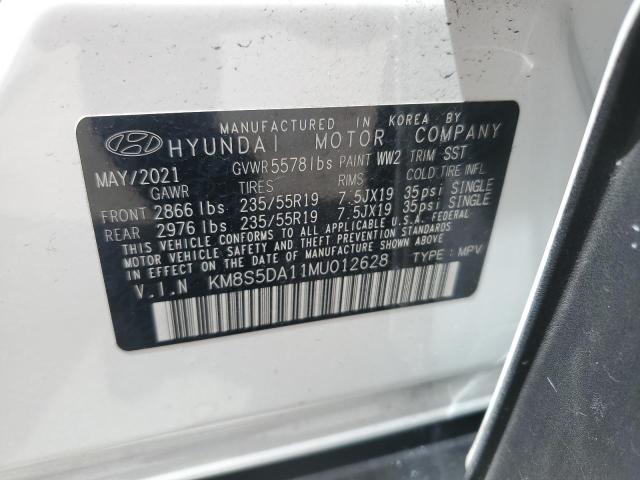 MANUFACTURED IN KOREA BY
HYUNDAI MOTOR COMPANY
MAY/2021 GVWR 5578 lbs PAINT WW2 TRIM SST
GAWR TIRES RIMS COLD TIRE INFL
FRONT 2866 lbs 235/55R19 7.5JX19 35psi SINGLE
REAR 2976 lbs 235/55R19 7.5JX19 35psi SINGLE
THIS VEHICLE CONFORMS TO ALL APPLICABLE U.S.A. FEDERAL
MOTOR VEHICLE SAFETY AND THEFT PREVENTION STANDARDS IN
EFFECT ON THE DATE OF MANUFACTURE SHOWN ABOVE.
V.I.N KM8S5DA11MU012628 TYPE: MPV